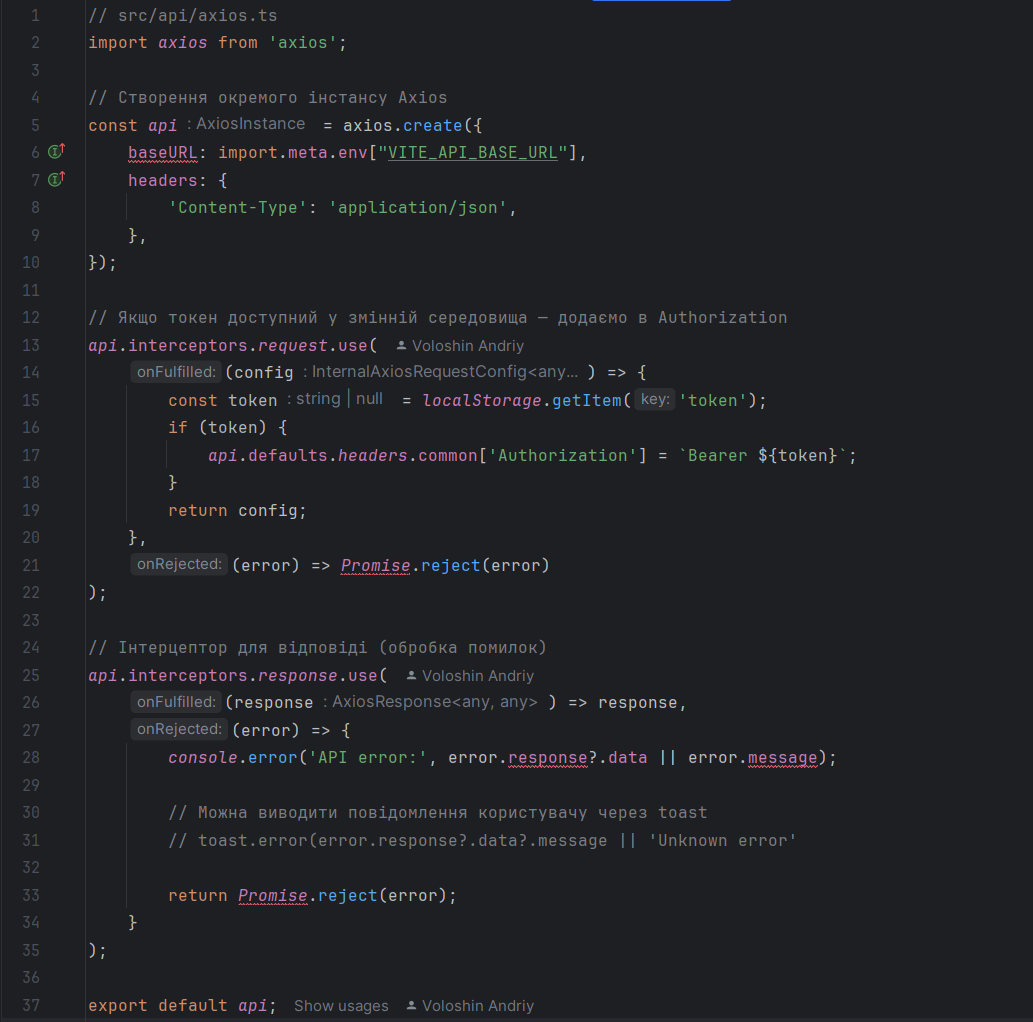 1 // src/api/axios.ts
2 import axios from 'axios';
3
4 // Створення окремого інстансу Axios
5 const api : AxiosInstance = axios.create({
6 baseURL: import.meta.env["VITE_API_BASE_URL"],
7 headers: {
8 'Content-Type': 'application/json',
9 },
10 });
11
12 // Якщо токен доступний у змінній середовища — додаємо в Authorization
13 api.interceptors.request.use( Voloshin Andriy
14 onFulfilled: (config : InternalAxiosRequestConfig<any... ) => {
15 const token : string | null = localStorage.getItem( key: 'token');
16 if (token) {
17 api.defaults.headers.common['Authorization'] = `Bearer ${token}`;
18 }
19 return config;
20 },
21 onRejected: (error) => Promise.reject(error)
22 );
23
24 // Інтерцептор для відповіді (обробка помилок)
25 api.interceptors.response.use( Voloshin Andriy
26 onFulfilled: (response : AxiosResponse<any, any> ) => response,
27 onRejected: (error) => {
28 console.error('API error:', error.response?.data || error.message);
29
30 // Можна виводити повідомлення користувачу через toast
31 // toast.error(error.response?.data?.message || 'Unknown error'
32
33 return Promise.reject(error);
34 }
35 );
36
37 export default api; Show usages Voloshin Andriy